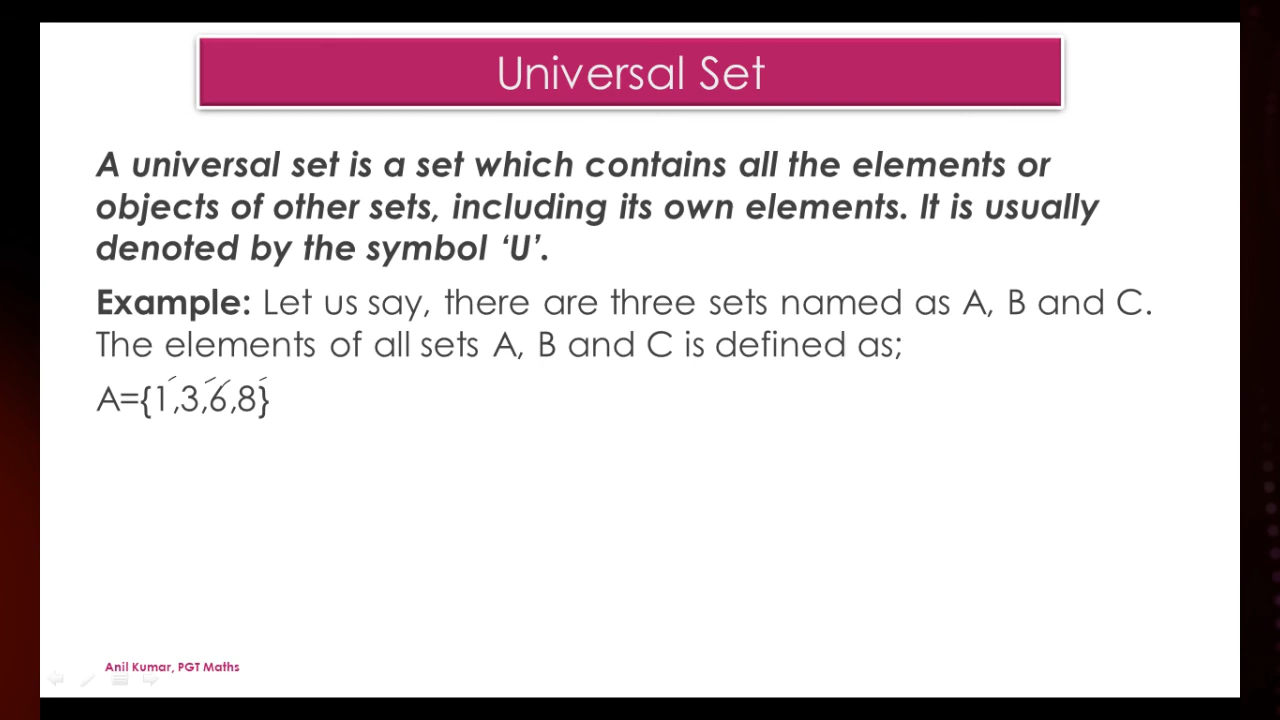 Universal Set
A universal set is a set which contains all the elements or
objects of other sets, including its own elements. It is usually
denoted by the symbol ‘U’.
Example: Let us say, there are three sets named as A, B and C.
The elements of all sets A, B and C is defined as;
A={1,3,6,8}
Anil Kumar, PGT Maths